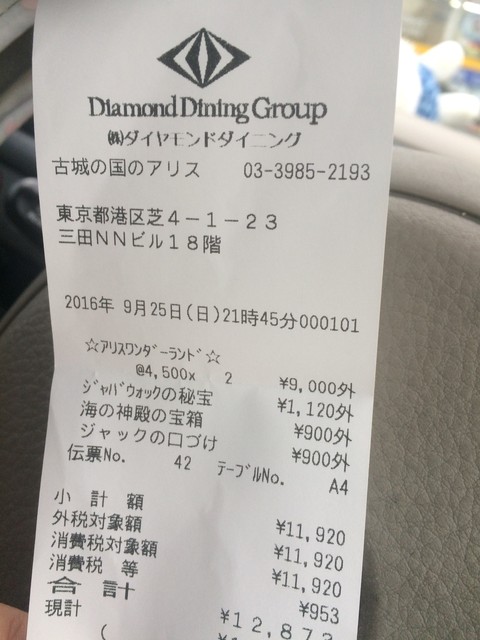 Diamond Dining Group
㈱ダイヤモンドダイニング
古城の国のアリス 03-3985-2193
東京都港区芝4-1-23
三田NNビル18階
2016年 9月25日(日)21時45分000101
☆アリスワンダーランド☆
@4,500x 2 ¥9,000外
ジャバウォックの秘宝 ¥1,120外
海の神殿の宝箱 ¥900外
ジャックの口づけ ¥900外
伝票No. 42 テーブルNo. A4
小計額 ¥11,920
外税対象額 ¥11,920
消費税対象額 ¥11,920
消費税等 ¥953
合計 ¥12,873
現計